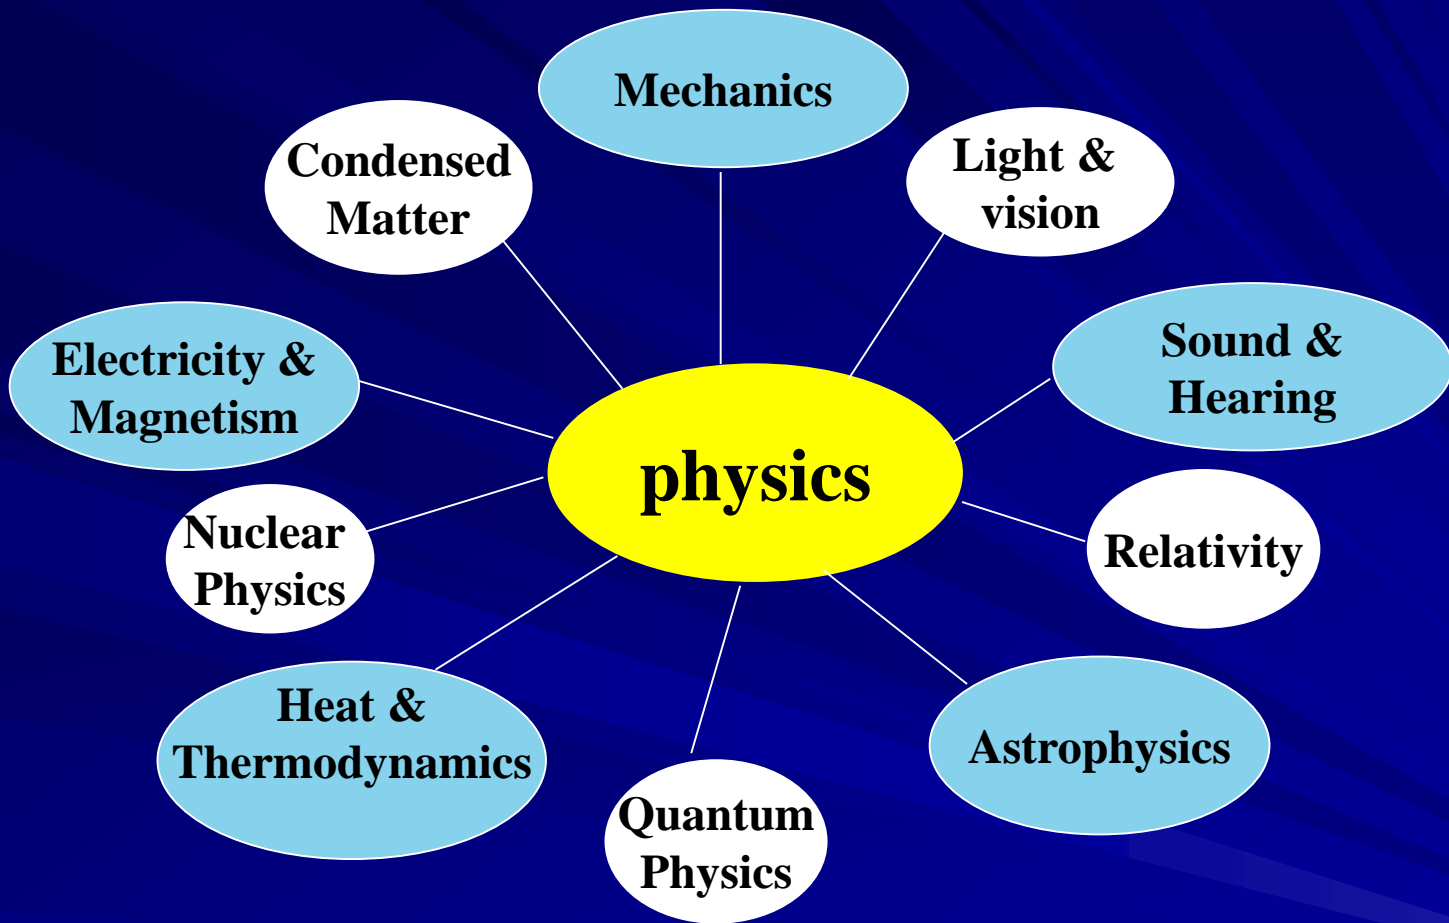 Mechanics
Condensed
Matter
Light &
vision
Electricity &
Magnetism
Sound &
Hearing
physics
Nuclear
Physics
Relativity
Heat &
Thermodynamics
Astrophysics
Quantum
Physics